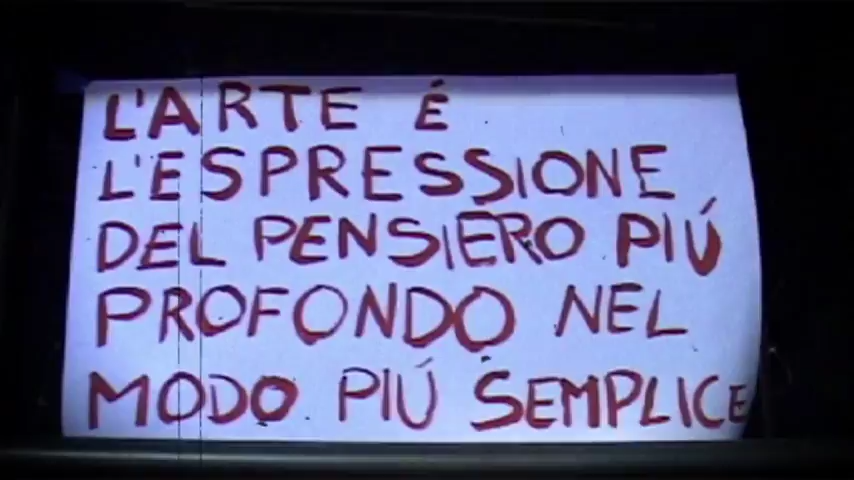 L'ARTE É
L'ESPRESSIONE
DEL PENSIERO PIÚ
PROFONDO NEL
MODO PIÚ SEMPLICE